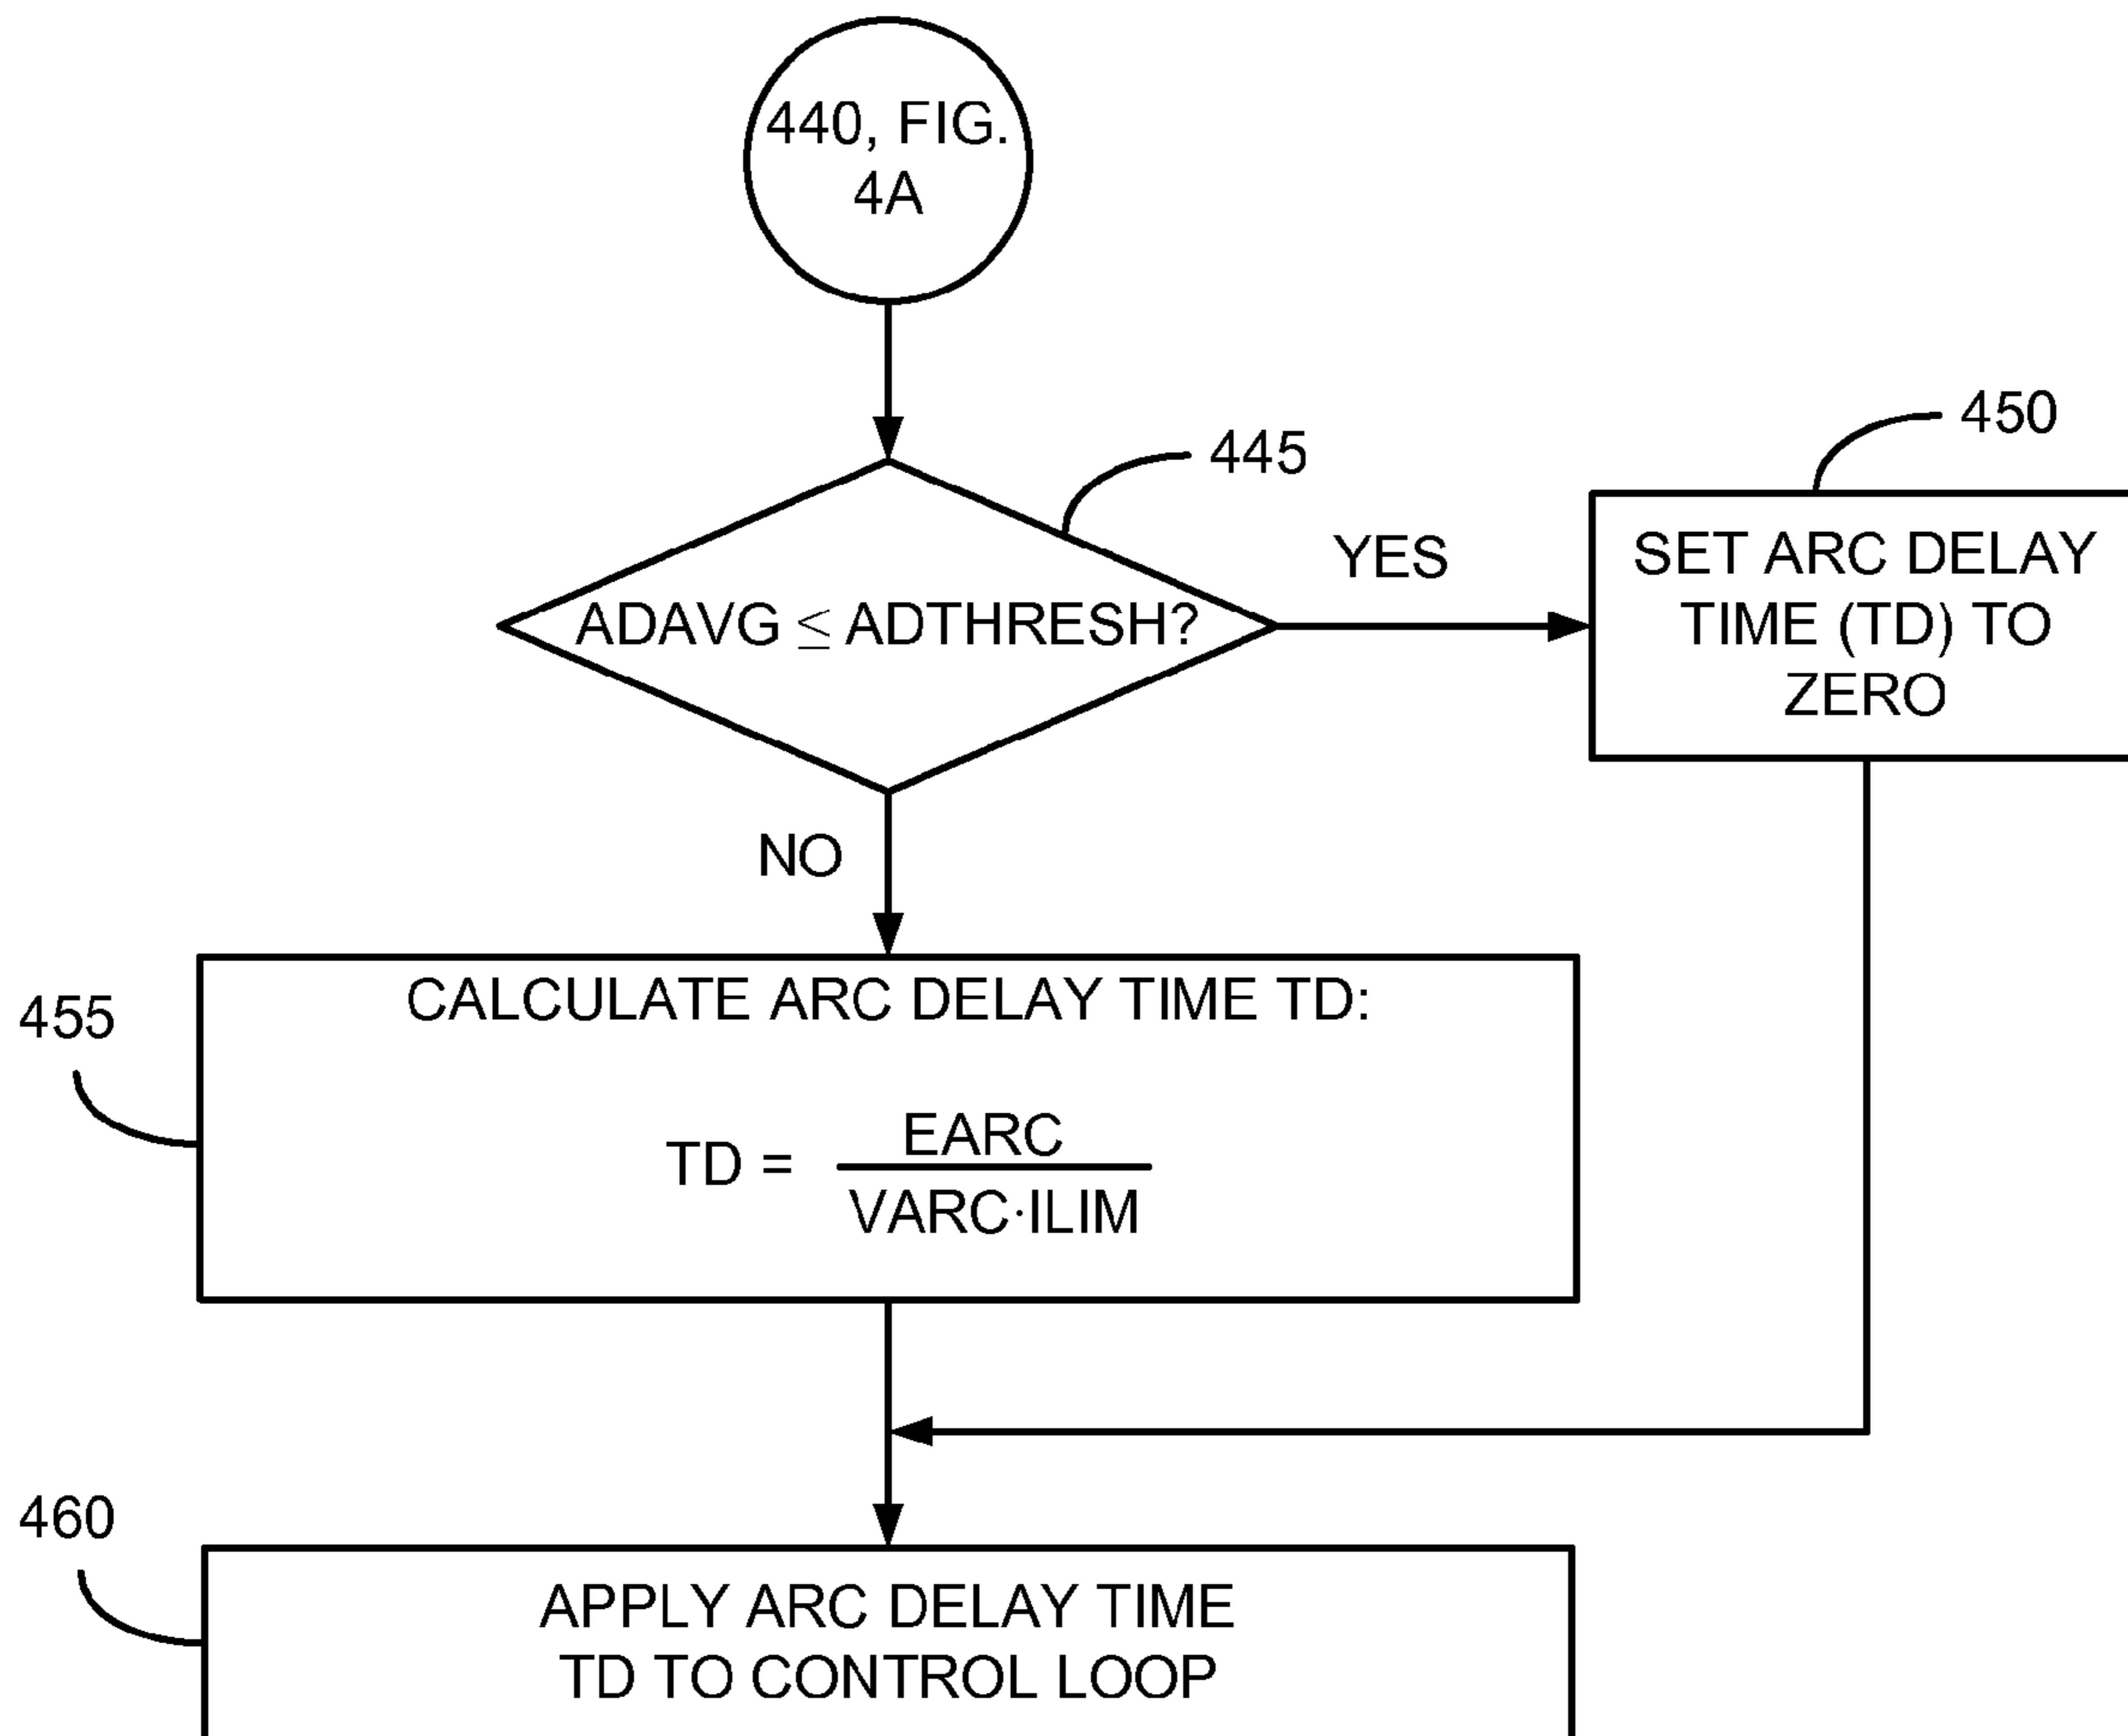 440, FIG.
4A
445
450
ADAVG ≤ ADTHRESH?
YES
SET ARC DELAY
TIME (TD) TO
ZERO
NO
455
CALCULATE ARC DELAY TIME TD:
TD = EARC
VARC·ILIM
460
APPLY ARC DELAY TIME
TD TO CONTROL LOOP